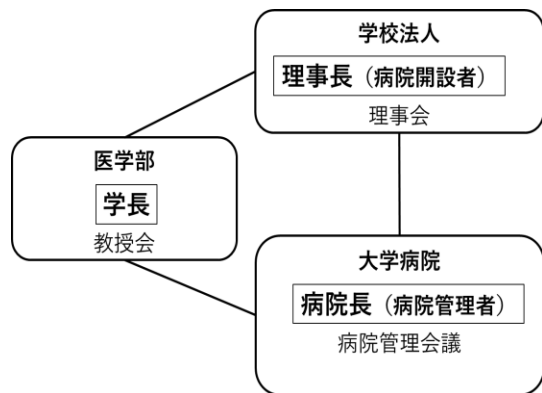 学校法人
理事長（病院開設者）
理事会
医学部
学長
教授会
大学病院
病院長（病院管理者）
病院管理会議